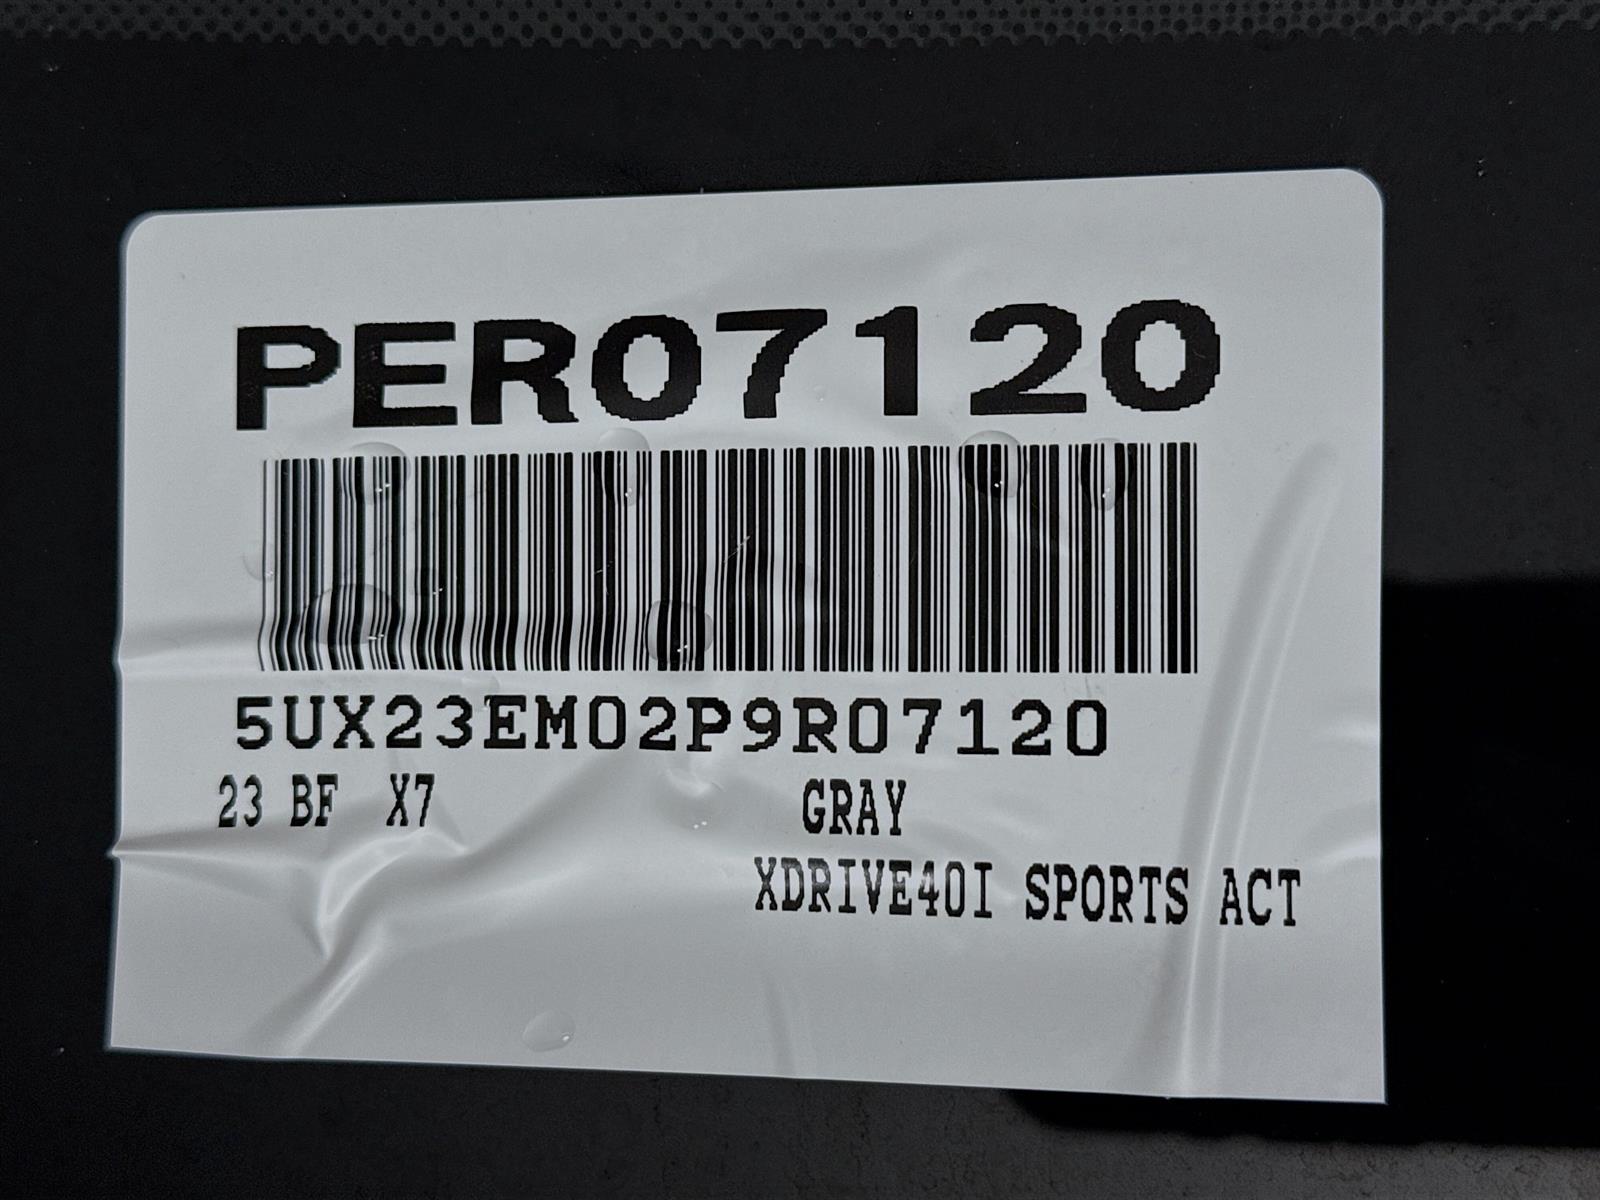 PER07120
5UX23EM02P9R07120
23 BF X7 GRAY
XDRIVE40I SPORTS ACT